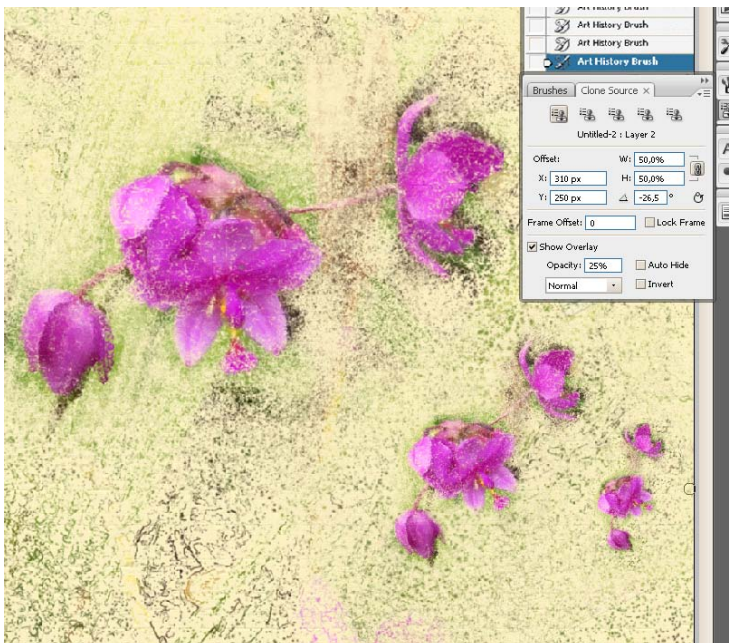 Art History Brush
Art History Brush
Art History Brush
Art History Brush
Brushes Clone Source ×
Untitled-2 : Layer 2
Offset: W: 50,0%
X: 310 px H: 50,0%
Y: 250 px -26,5 °
Frame Offset: 0 Lock Frame
Show Overlay
Opacity: 25% Auto Hide
Normal Invert